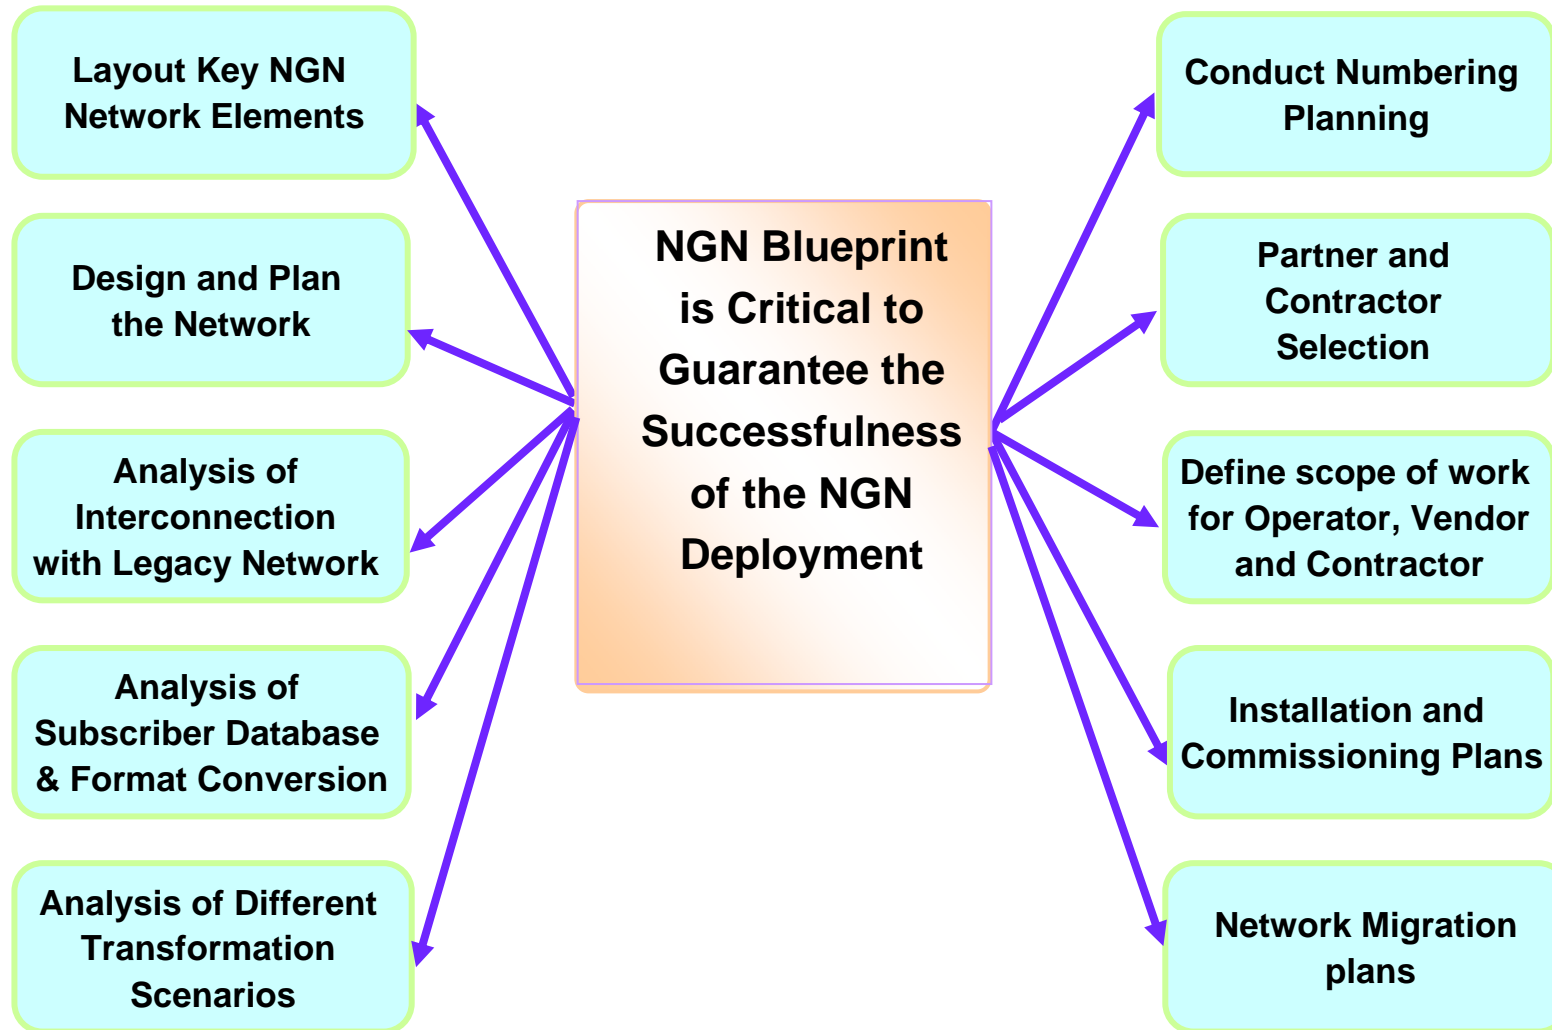 Layout Key NGN
Network Elements
Design and Plan
the Network
Analysis of
Interconnection
with Legacy Network
Analysis of
Subscriber Database
& Format Conversion
Analysis of Different
Transformation
Scenarios
NGN Blueprint
is Critical to
Guarantee the
Successfulness
of the NGN
Deployment
Conduct Numbering
Planning
Partner and
Contractor
Selection
Define scope of work
for Operator, Vendor
and Contractor
Installation and
Commissioning Plans
Network Migration
plans